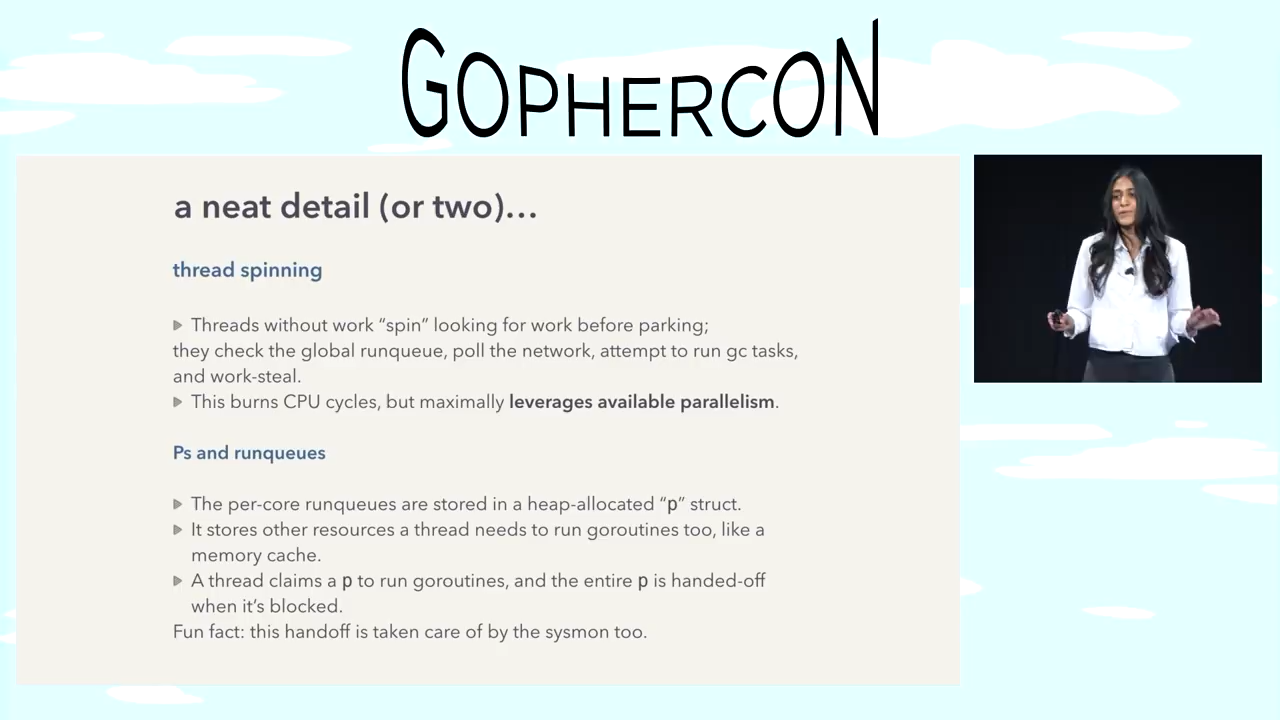 GOPHERCON
a neat detail (or two)…
thread spinning
Threads without work “spin” looking for work before parking;
they check the global runqueue, poll the network, attempt to run gc tasks,
and work-steal.
This burns CPU cycles, but maximally leverages available parallelism.
Ps and runqueues
The per-core runqueues are stored in a heap-allocated “p” struct.
It stores other resources a thread needs to run goroutines too, like a
memory cache.
A thread claims a p to run goroutines, and the entire p is handed-off
when it’s blocked.
Fun fact: this handoff is taken care of by the sysmon too.